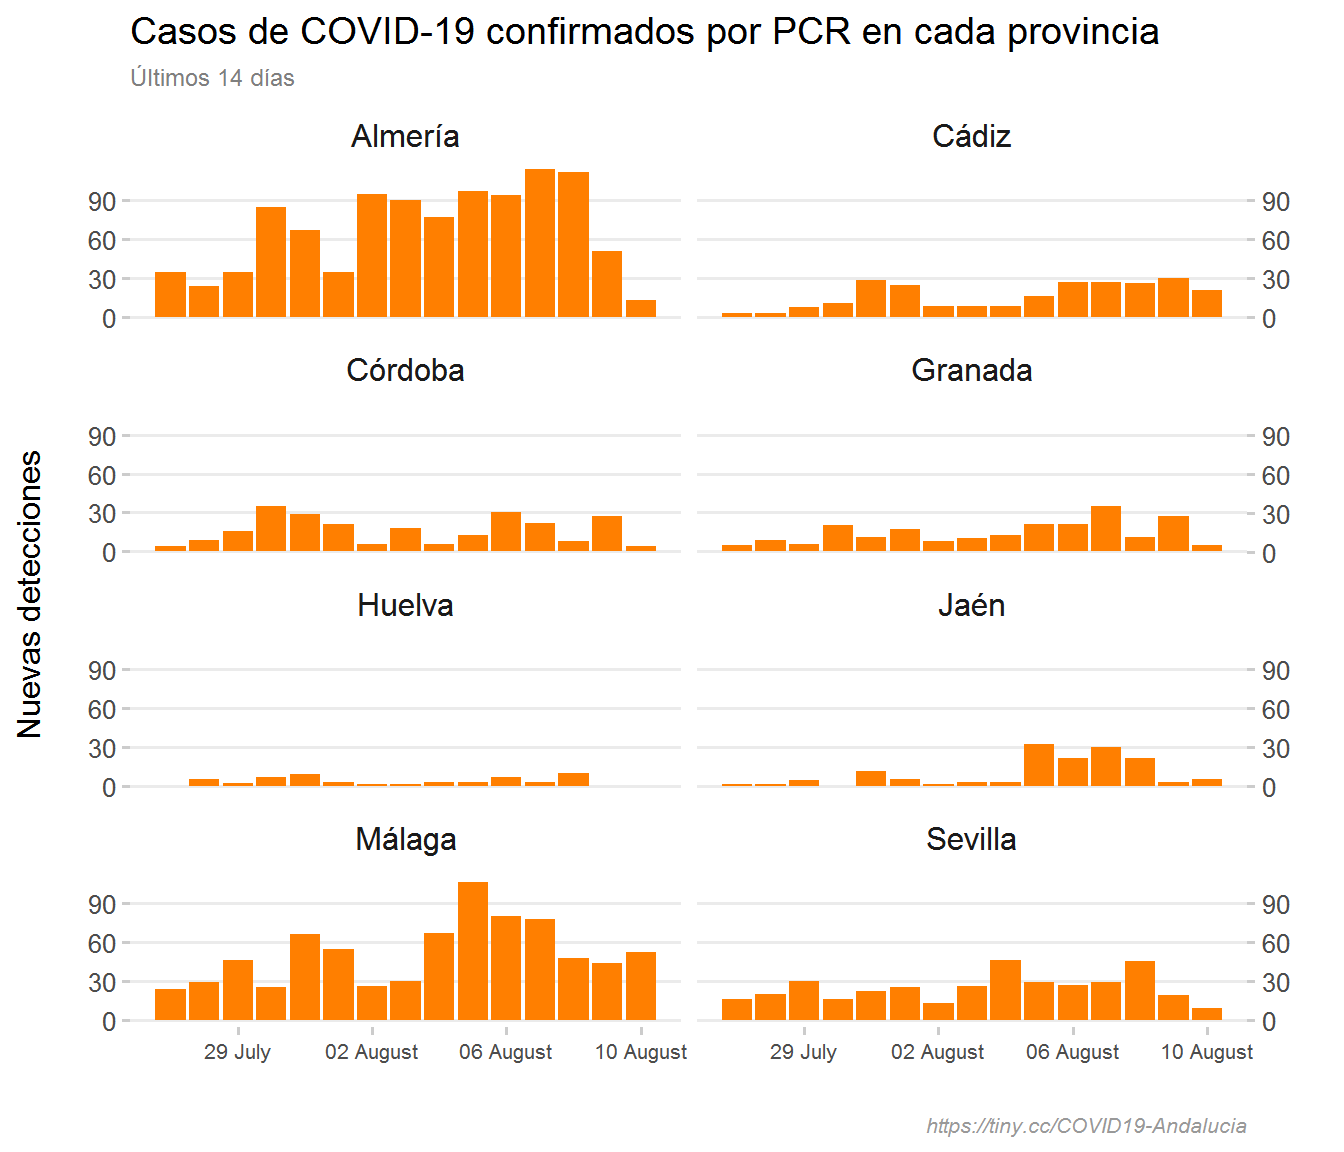 Casos de COVID-19 confirmados por PCR en cada provincia
Últimos 14 días
Nuevas detecciones
Almería
Cádiz
90
60
30
0
90
60
30
0
Córdoba
Granada
90
60
30
0
90
60
30
0
Huelva
Jaén
90
60
30
0
90
60
30
0
Málaga
Sevilla
90
60
30
0
90
60
30
0
29 July 02 August 06 August 10 August
29 July 02 August 06 August 10 August
https://tiny.cc/COVID19-Andalucia